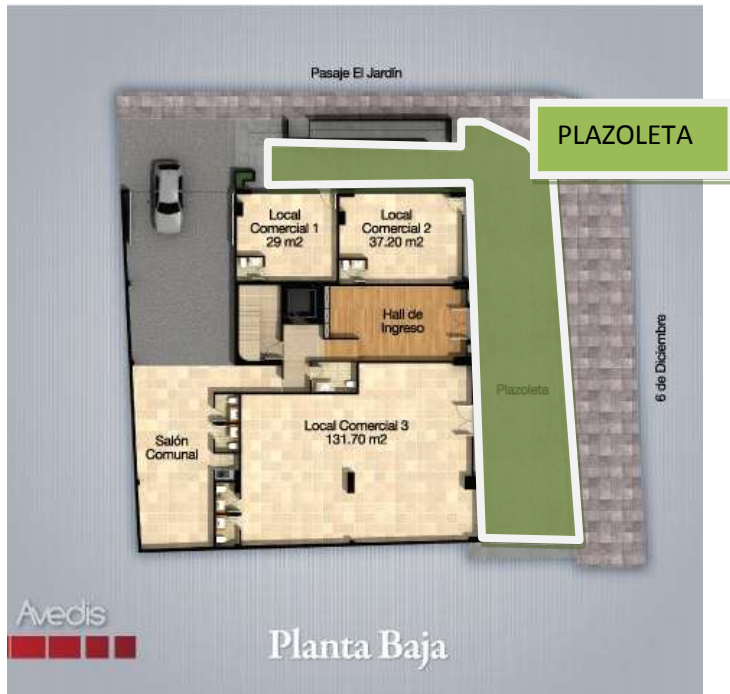 Pasaje El Jardín
PLAZOLETA
Local
Comercial 1
29 m2
Local
Comercial 2
37.20 m2
Hall de
Ingreso
6 de Diciembre
Plazoleta
Local Comercial 3
131.70 m2
Salón
Comunal
Avedis
Planta Baja